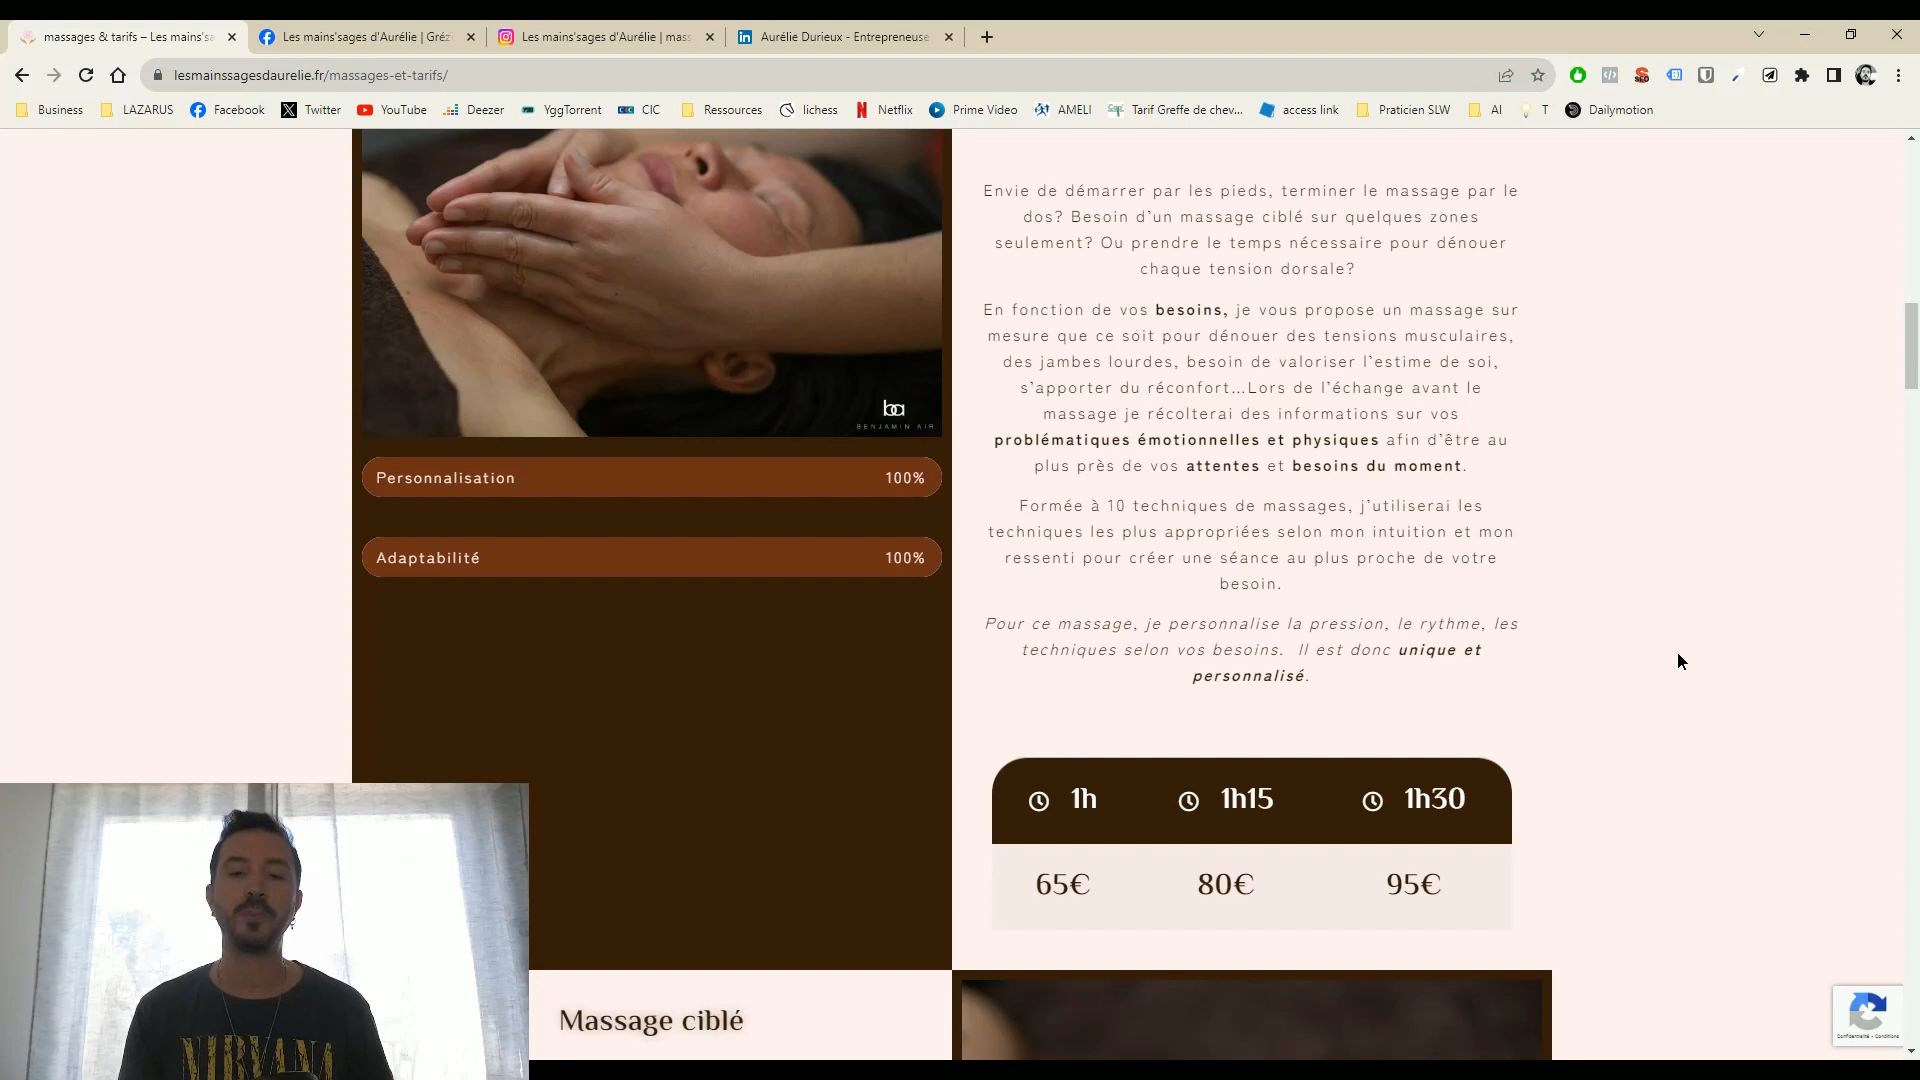 massages & tarifs – Les mains'sa
Les mains'sages d'Aurélie | Gréz
Les mains'sages d'Aurélie | mass
Aurélie Durieux - Entrepreneuse
lesmainssagesdaurelie.fr/massages-et-tarifs/
Business
LAZARUS
Facebook
Twitter
YouTube
Deezer
YggTorrent
CIC
Ressources
lichess
Netflix
Prime Video
AMELI
Tarif Greffe de chev...
access link
Praticien SLW
AI
T
Dailymotion
ba
BENJAMIN AIR
Personnalisation 100%
Adaptabilité 100%
Envie de démarrer par les pieds, terminer le massage par le
dos? Besoin d'un massage ciblé sur quelques zones
seulement? Ou prendre le temps nécessaire pour dénouer
chaque tension dorsale?
En fonction de vos besoins, je vous propose un massage sur
mesure que ce soit pour dénouer des tensions musculaires,
des jambes lourdes, besoin de valoriser l'estime de soi,
s'apporter du réconfort...Lors de l'échange avant le
massage je récolterai des informations sur vos
problématiques émotionnelles et physiques afin d'être au
plus près de vos attentes et besoins du moment.
Formée à 10 techniques de massages, j'utiliserai les
techniques les plus appropriées selon mon intuition et mon
ressenti pour créer une séance au plus proche de votre
besoin.
Pour ce massage, je personnalise la pression, le rythme, les
techniques selon vos besoins. Il est donc unique et
personnalisé.
1h 1h15 1h30
65€ 80€ 95€
Massage ciblé
NIRVANA
Confidentialité - Conditions